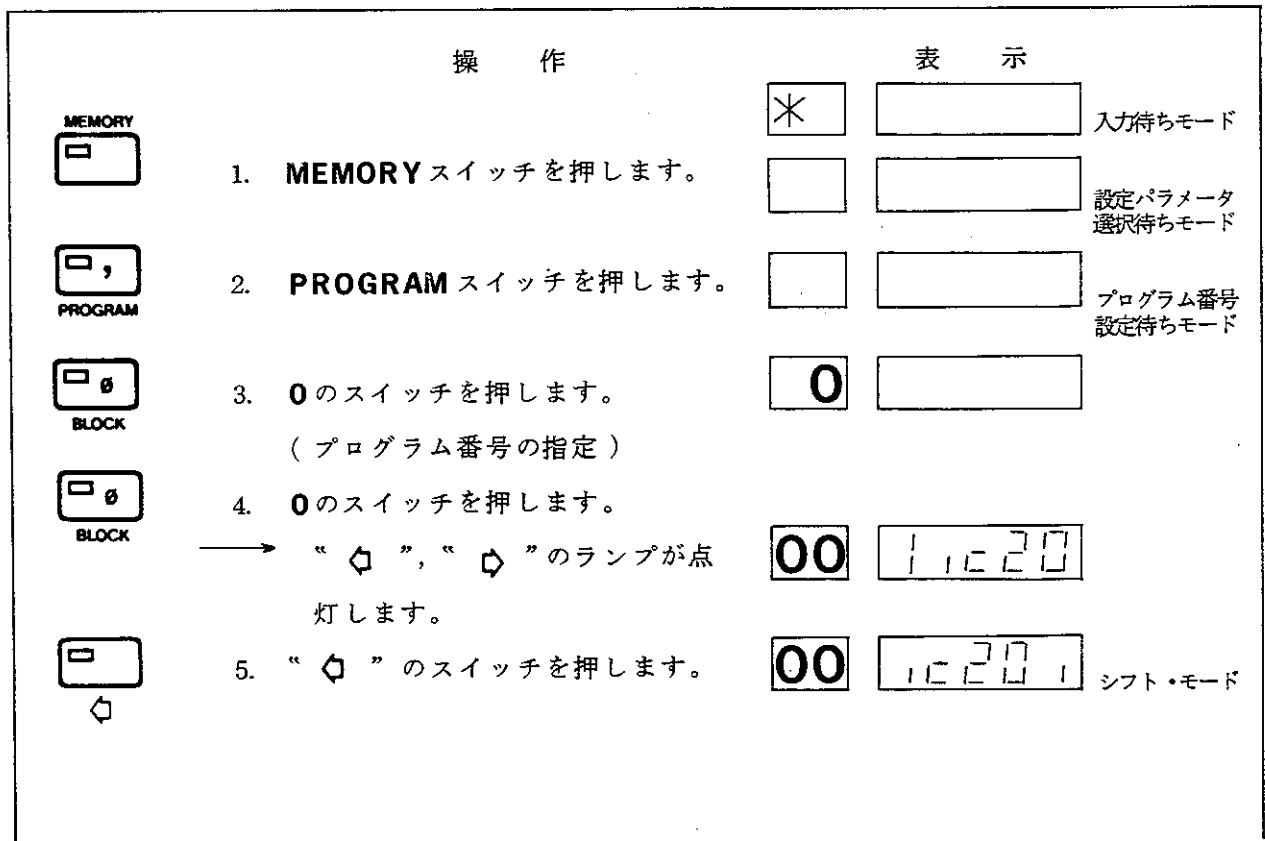 操 作 表 示
* 入力待ちモード
MEMORY
1. MEMORYスイッチを押します。
設定パラメータ
選択待ちモード
,
PROGRAM
2. PROGRAMスイッチを押します。
プログラム番号
設定待ちモード
ø
BLOCK
3. 0のスイッチを押します。 0
(プログラム番号の指定)
ø
BLOCK
4. 0のスイッチを押します。
“ ⇦ ”, “ ⇨ ”のランプが点 00
灯します。
5. “ ⇦ ” のスイッチを押します。 00 シフト・モード